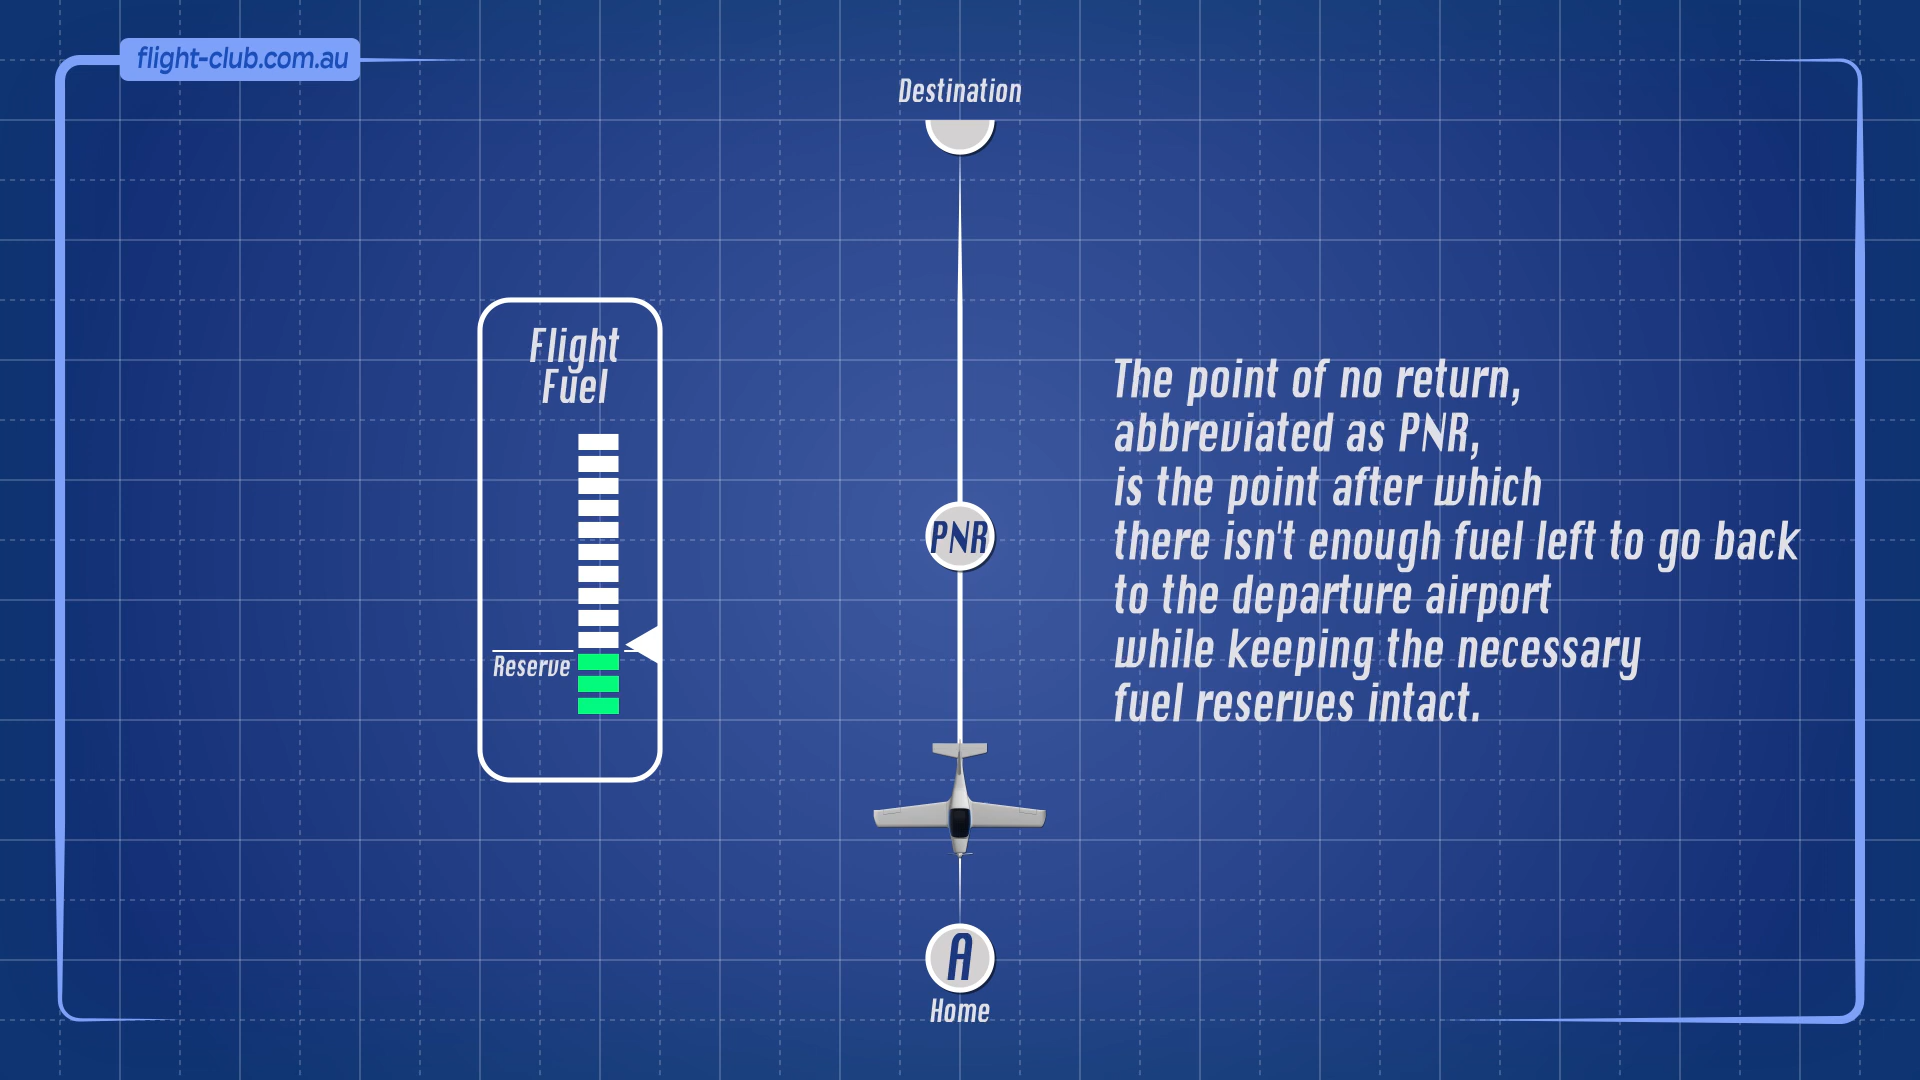 flight-club.com.au
Destination
Flight
Fuel
Reserve
PNR
The point of no return,
abbreviated as PNR,
is the point after which
there isn't enough fuel left to go back
to the departure airport
while keeping the necessary
fuel reserves intact.
A
Home